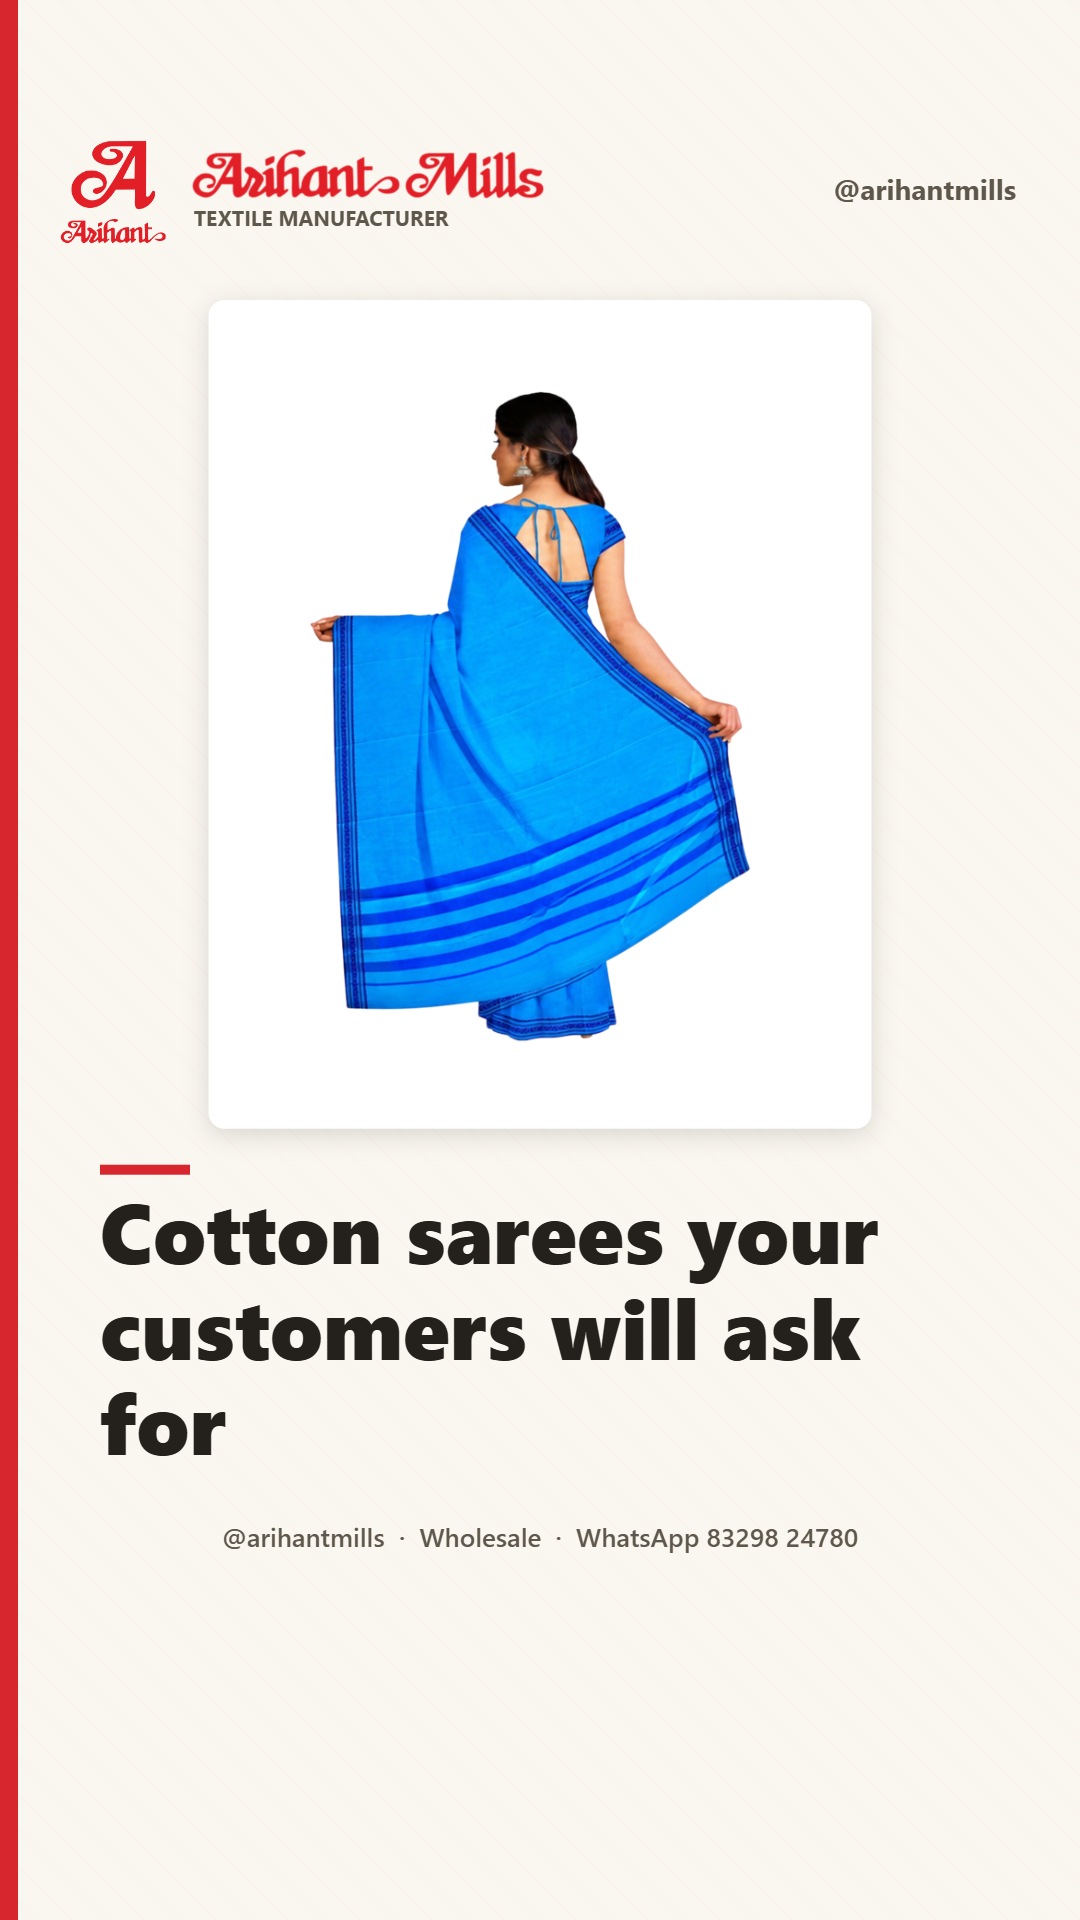 A
Arihant
Arihant Mills
TEXTILE MANUFACTURER
@arihantmills
Cotton sarees your
customers will ask
for
@arihantmills · Wholesale · WhatsApp 83298 24780